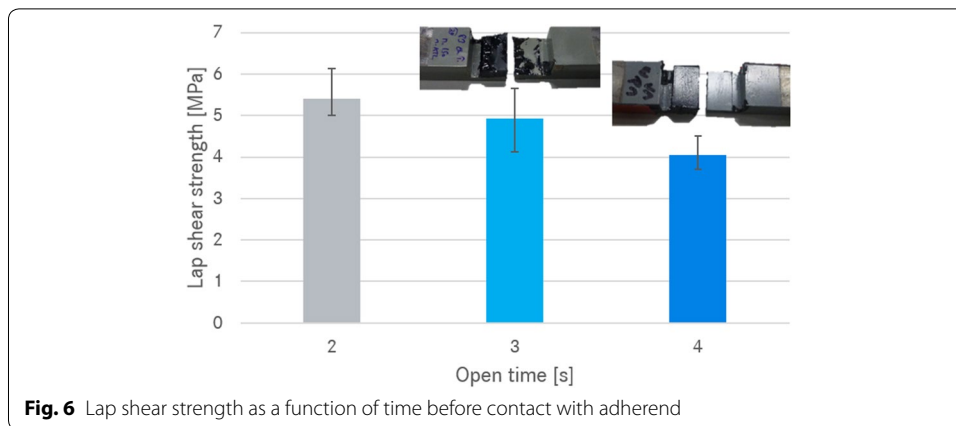 7
6
5
4
3
2
1
0
Lap shear strength [MPa]
2 3 4
Open time [s]
Fig. 6 Lap shear strength as a function of time before contact with adherend